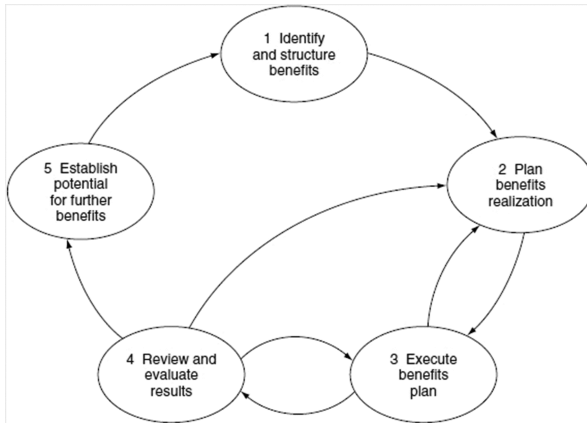 1 Identify
and structure
benefits
2 Plan
benefits
realization
3 Execute
benefits
plan
4 Review and
evaluate
results
5 Establish
potential
for further
benefits